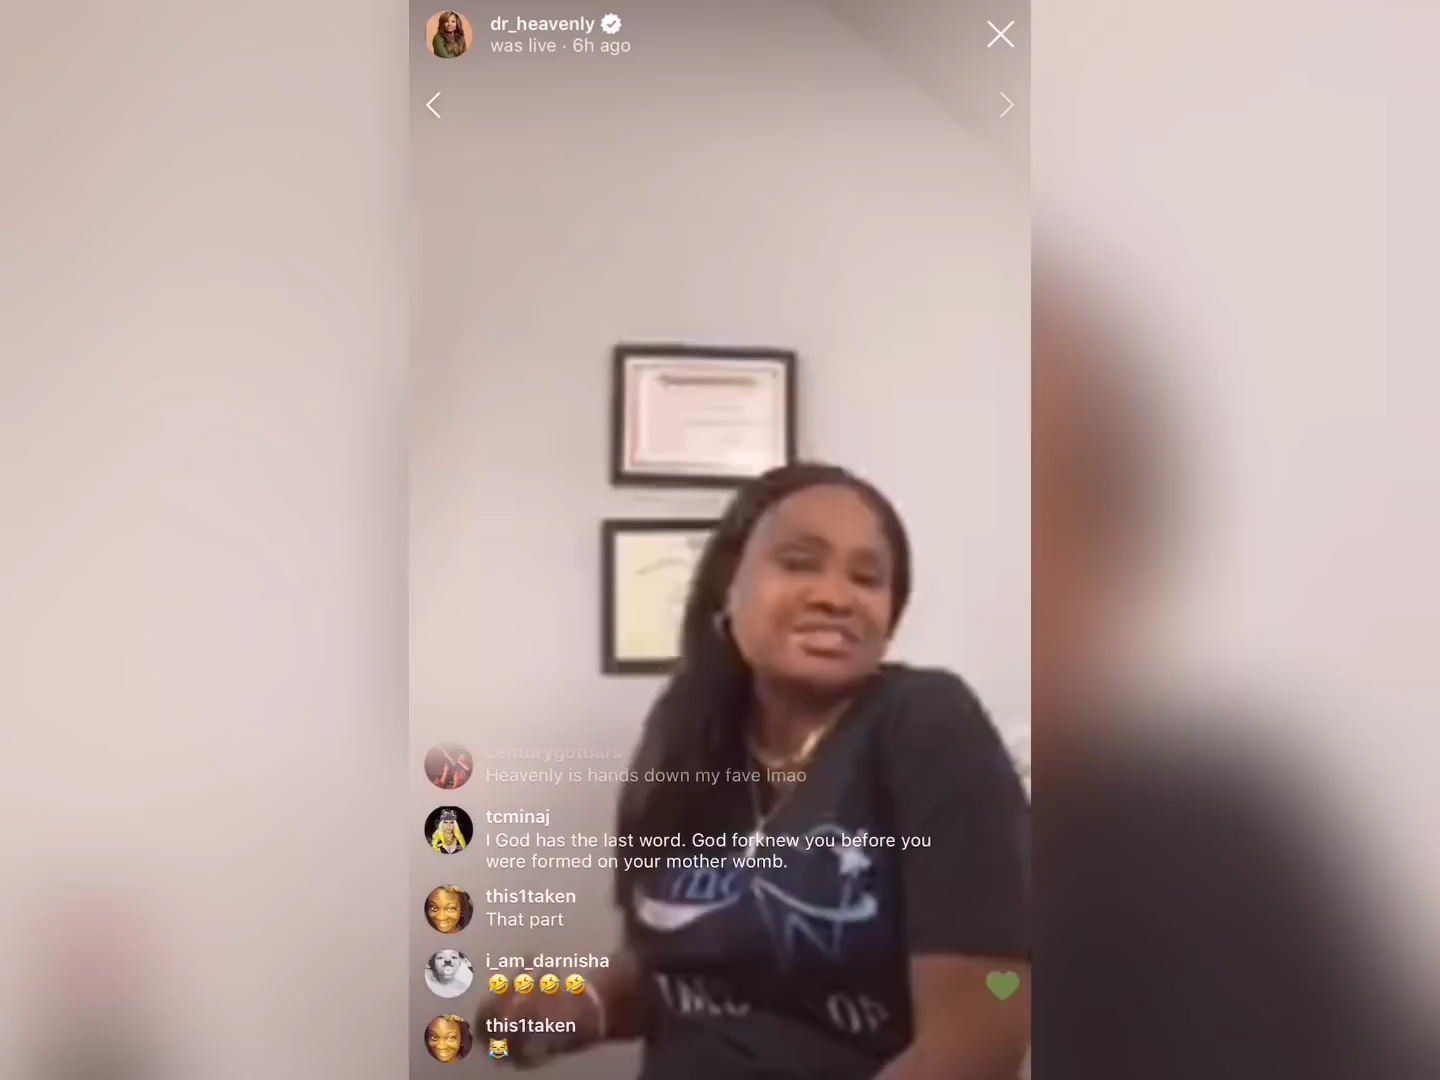 dr_heavenly
was live · 6h ago
centurygotbars
Heavenly is hands down my fave lmao
tcminaj
I God has the last word. God forknew you before you
were formed on your mother womb.
this1taken
That part
i_am_darnisha
🤣🤣🤣🤣
this1taken
😹